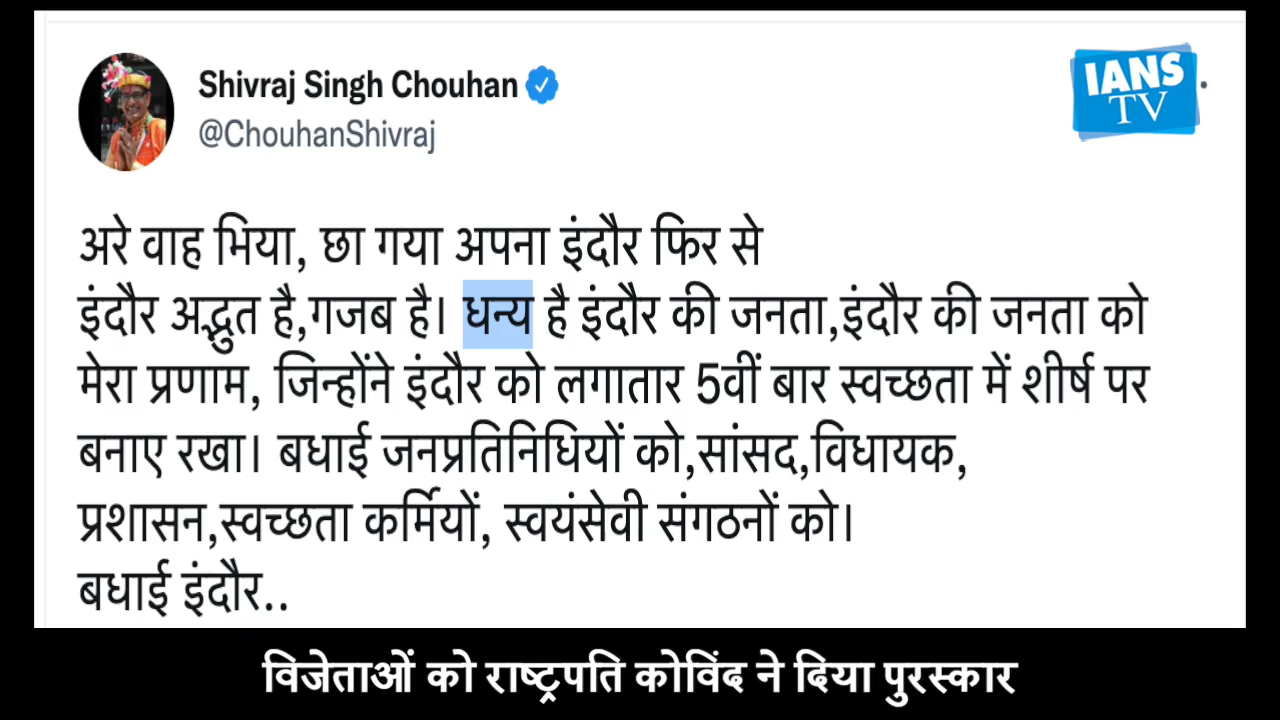 Shivraj Singh Chouhan
@ChouhanShivraj
IANS
TV
अरे वाह भिया, छा गया अपना इंदौर फिर से
इंदौर अद्भुत है,गजब है। धन्य है इंदौर की जनता,इंदौर की जनता को
मेरा प्रणाम, जिन्होंने इंदौर को लगातार 5वीं बार स्वच्छता में शीर्ष पर
बनाए रखा। बधाई जनप्रतिनिधियों को,सांसद,विधायक,
प्रशासन,स्वच्छता कर्मियों, स्वयंसेवी संगठनों को।
बधाई इंदौर..
विजेताओं को राष्ट्रपति कोविंद ने दिया पुरस्कार